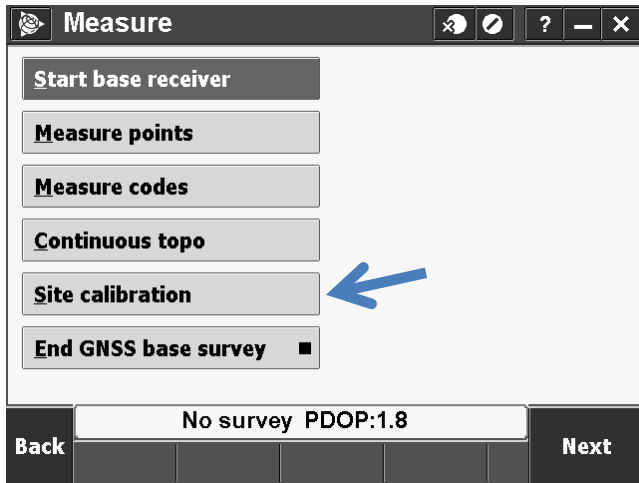 Measure
?
Start base receiver
Measure points
Measure codes
Continuous topo
Site calibration
End GNSS base survey
No survey PDOP:1.8
Back
Next